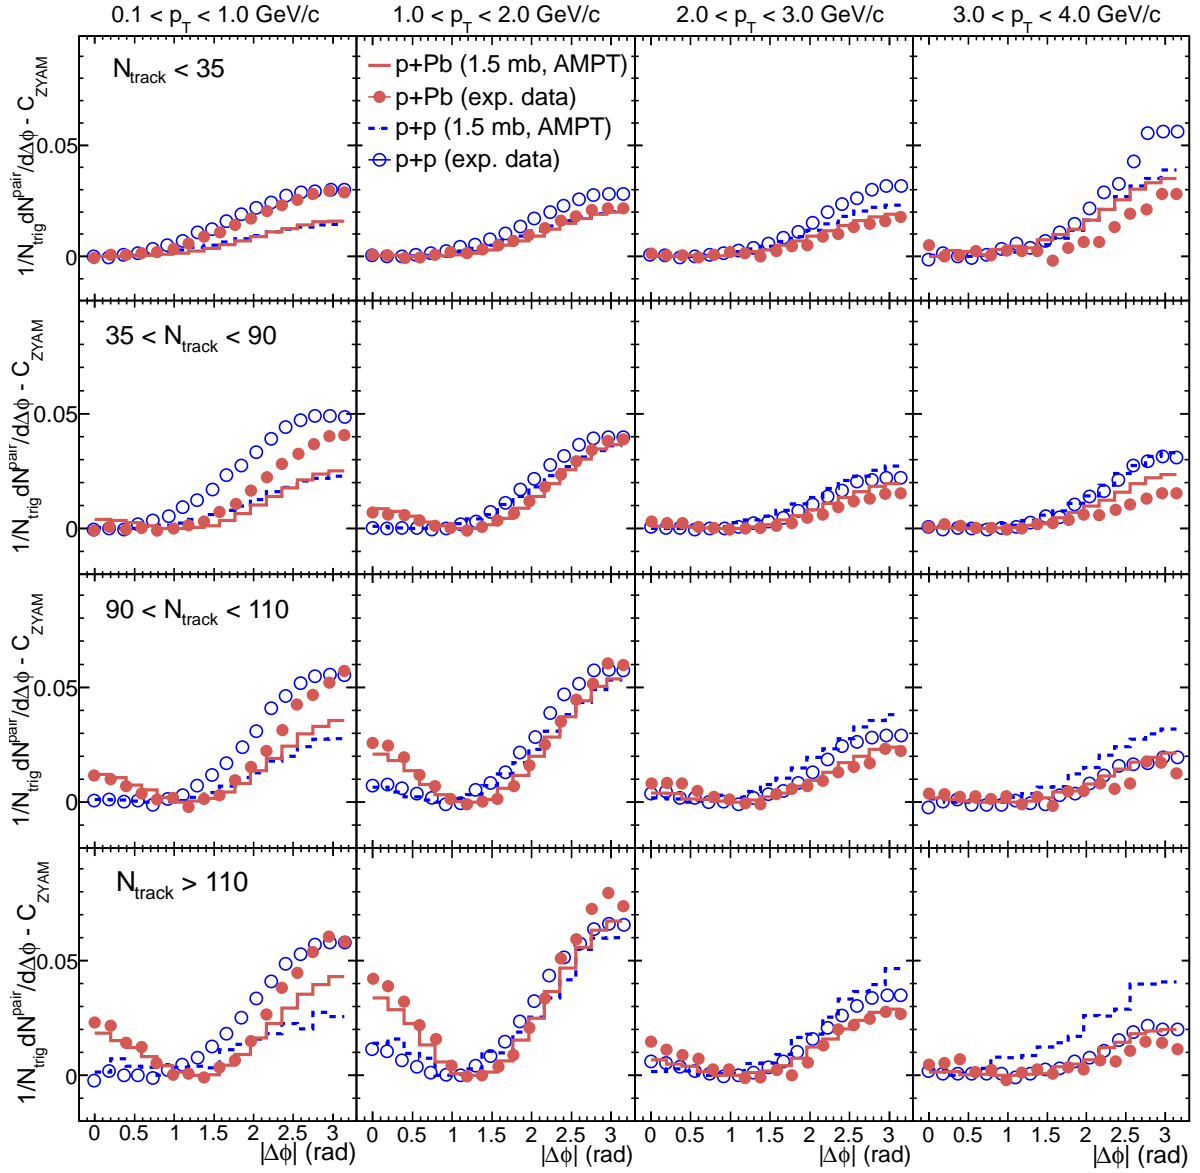 0.1 < p_T < 1.0 GeV/c
1.0 < p_T < 2.0 GeV/c
2.0 < p_T < 3.0 GeV/c
3.0 < p_T < 4.0 GeV/c
1/N_trig dN^pair/dΔϕ - C_ZYAM
N_track < 35
p+Pb (1.5 mb, AMPT)
p+Pb (exp. data)
p+p (1.5 mb, AMPT)
p+p (exp. data)
0.05
0
1/N_trig dN^pair/dΔϕ - C_ZYAM
35 < N_track < 90
0.05
0
1/N_trig dN^pair/dΔϕ - C_ZYAM
90 < N_track < 110
0.05
0
1/N_trig dN^pair/dΔϕ - C_ZYAM
N_track > 110
0.05
0
0 0.5 1 1.5 2 2.5 3
0 0.5 1 1.5 2 2.5 3
0 0.5 1 1.5 2 2.5 3
0 0.5 1 1.5 2 2.5 3
|Δϕ| (rad)
|Δϕ| (rad)
|Δϕ| (rad)
|Δϕ| (rad)